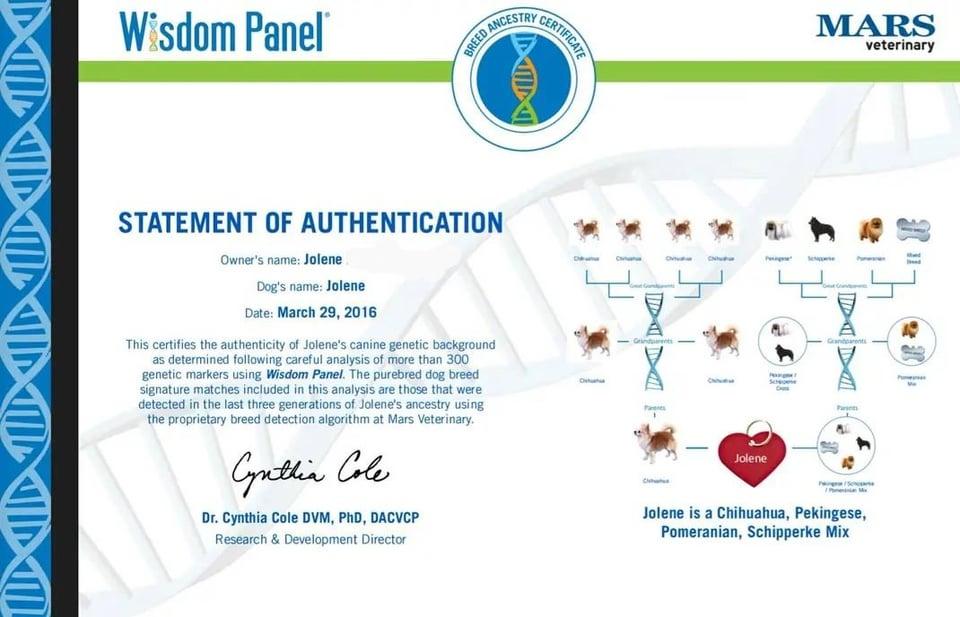 Wisdom Panel®
BREED ANCESTRY CERTIFICATE
MARS
veterinary
STATEMENT OF AUTHENTICATION
Owner's name: Jolene
Dog's name: Jolene
Date: March 29, 2016
This certifies the authenticity of Jolene's canine genetic background
as determined following careful analysis of more than 300
genetic markers using Wisdom Panel. The purebred dog breed
signature matches included in this analysis are those that were
detected in the last three generations of Jolene's ancestry using
the proprietary breed detection algorithm at Mars Veterinary.
Cynthia Cole
Dr. Cynthia Cole DVM, PhD, DACVCP
Research & Development Director
Chihuahua Chihuahua Chihuahua Chihuahua Pekingese* Schipperke Pomeranian Mixed
Breed
Great Grandparents Great Grandparents
Grandparents Grandparents
Chihuahua Chihuahua
Pekingese /
Schipperke
Cross
Pomeranian
Mix
Parents Parents
Jolene
Chihuahua
Pekingese / Schipperke
/ Pomeranian Mix
Jolene is a Chihuahua, Pekingese,
Pomeranian, Schipperke Mix